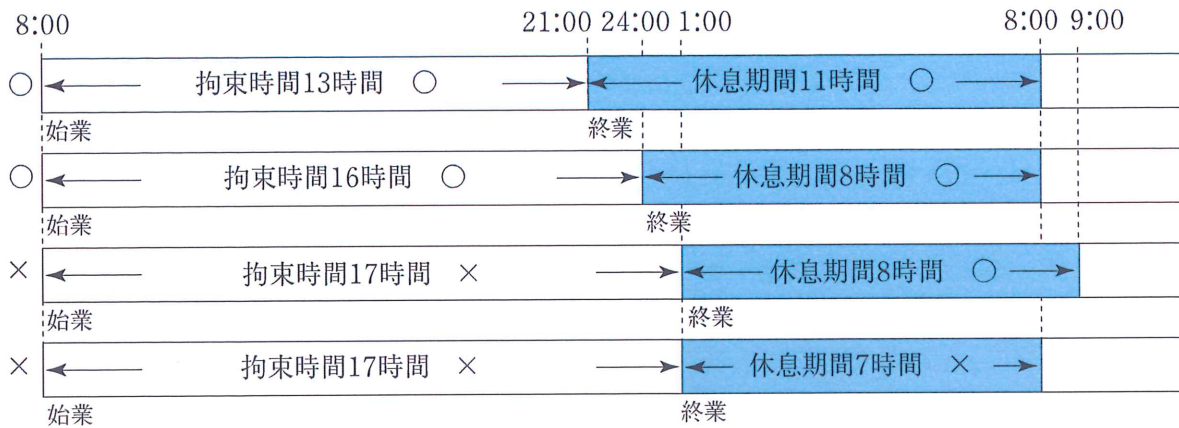 8:00 21:00 24:00 1:00 8:00 9:00
○ 拘束時間13時間 ○ 休息期間11時間 ○
始業 終業
○ 拘束時間16時間 ○ 休息期間8時間 ○
始業 終業
× 拘束時間17時間 × 休息期間8時間 ○
始業 終業
× 拘束時間17時間 × 休息期間7時間 ×
始業 終業